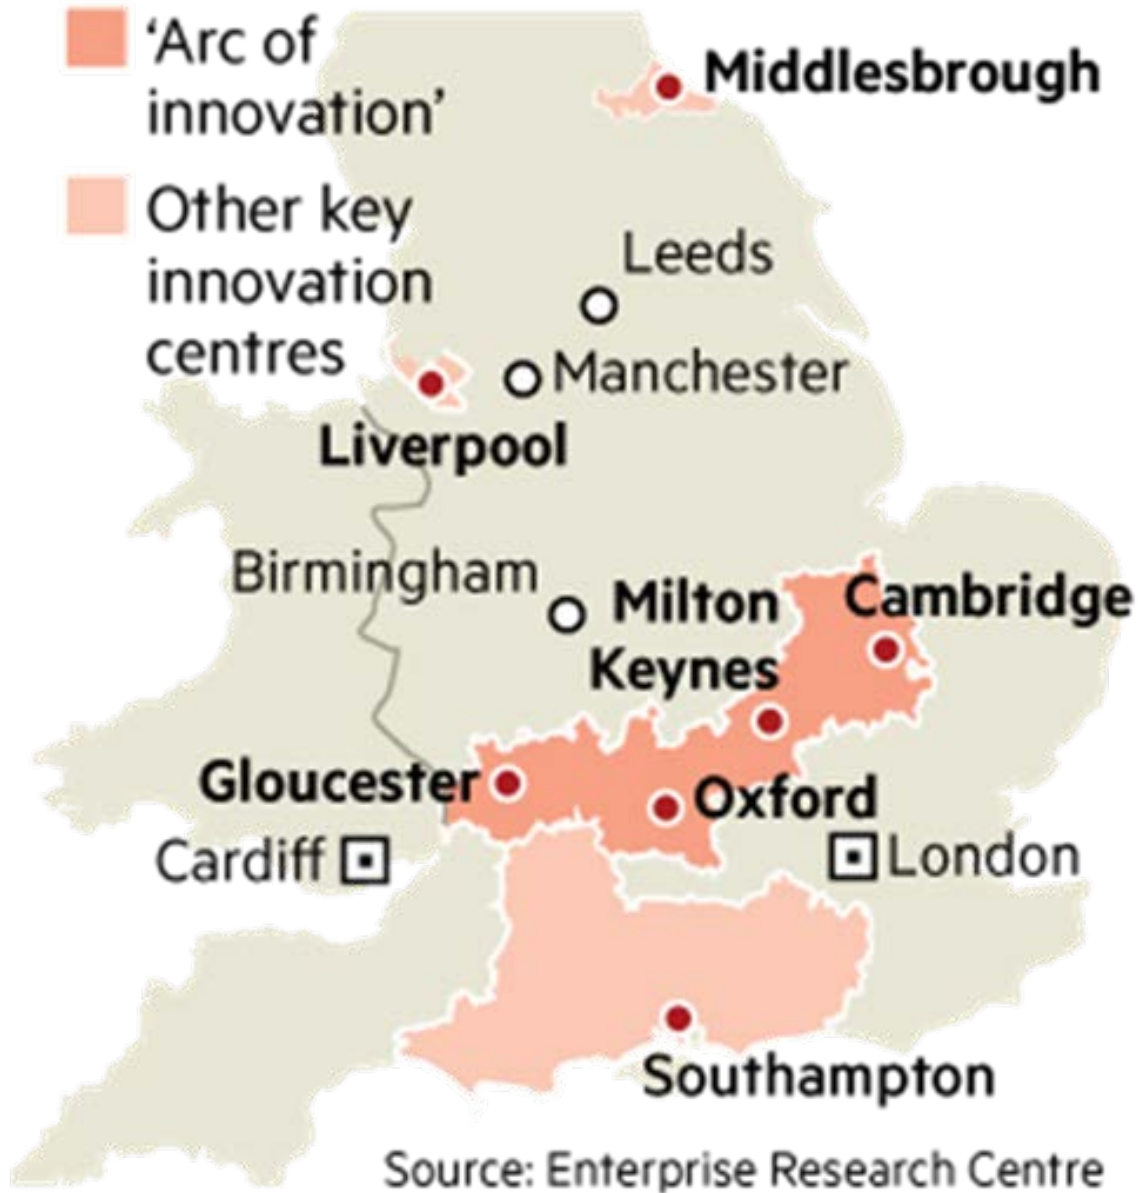 ‘Arc of
innovation’
Other key
innovation
centres
Middlesbrough
Leeds
Manchester
Liverpool
Birmingham
Milton
Keynes
Cambridge
Gloucester
Oxford
Cardiff
London
Southampton
Source: Enterprise Research Centre